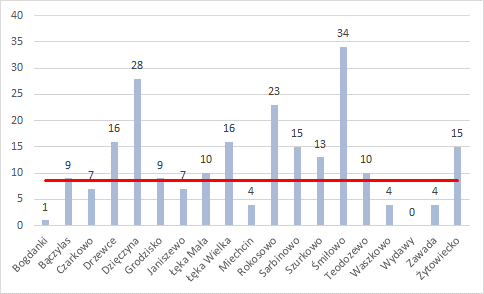 40
35
30
25
20
15
10
5
0
1
9
7
16
28
9
7
10
16
4
23
15
13
34
10
4
0
4
15
Bogdanki
Bączylas
Czarkowo
Drzewce
Dzięczyna
Grodzisko
Janiszewo
Łęka Mała
Łęka Wielka
Miechcin
Rokosowo
Sarbinowo
Szurkowo
Śmiłowo
Teodozewo
Waszkowo
Wydawy
Zawada
Żytowiecko